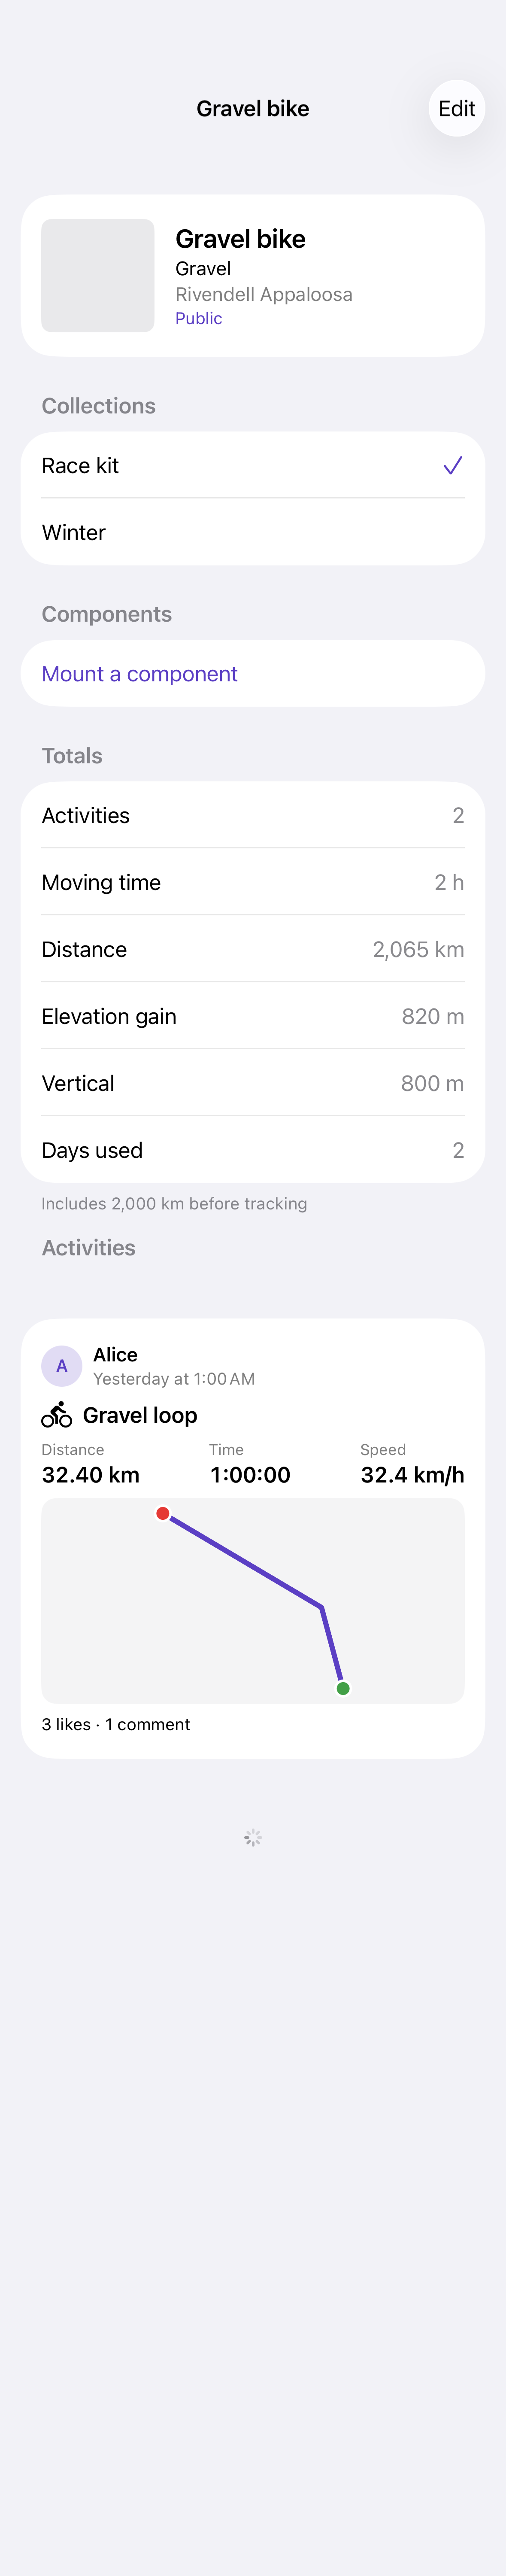 Gravel bike
Edit
Gravel bike
Gravel
Rivendell Appaloosa
Public
Collections
Race kit
Winter
Components
Mount a component
Totals
Activities 2
Moving time 2 h
Distance 2,065 km
Elevation gain 820 m
Vertical 800 m
Days used 2
Includes 2,000 km before tracking
Activities
A
Alice
Yesterday at 1:00 AM
Gravel loop
Distance Time Speed
32.40 km 1:00:00 32.4 km/h
3 likes · 1 comment